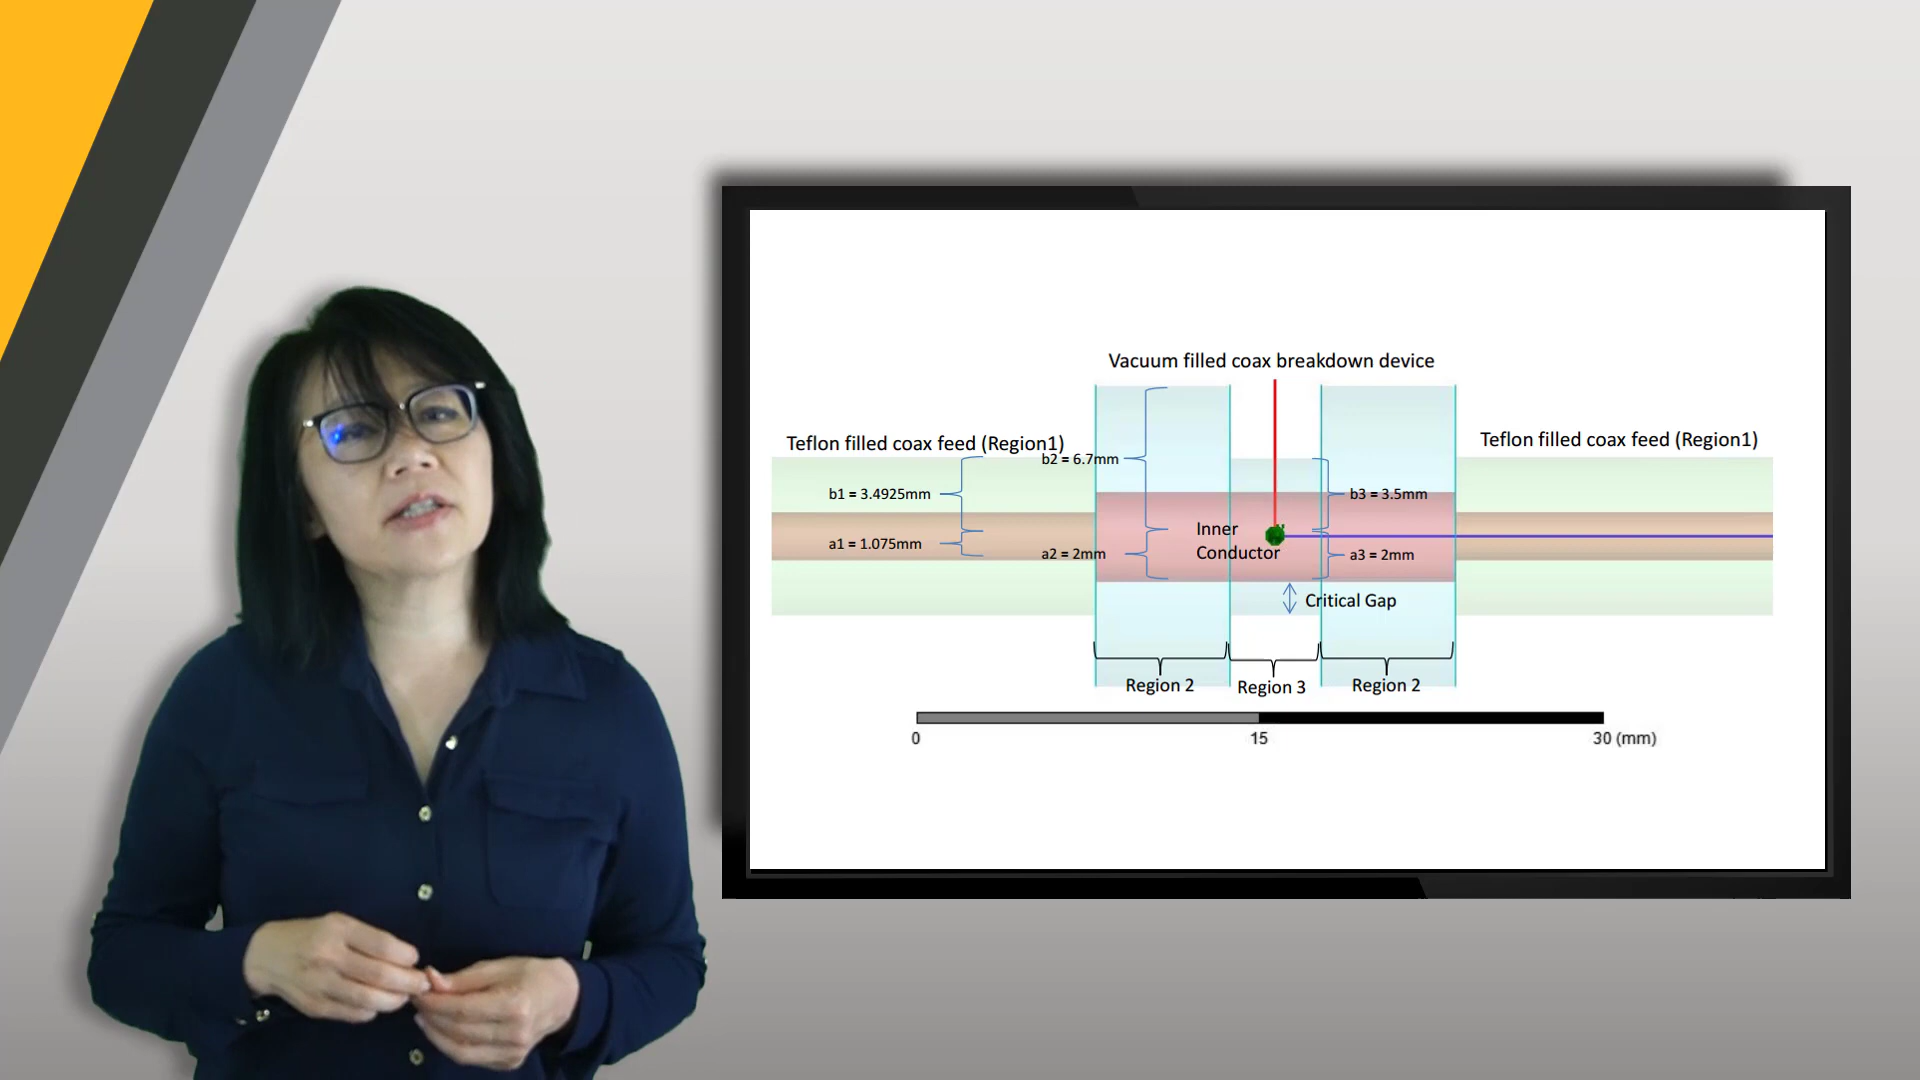 Vacuum filled coax breakdown device
Teflon filled coax feed (Region1)
Teflon filled coax feed (Region1)
b2 = 6.7mm
b1 = 3.4925mm
b3 = 3.5mm
Inner
Conductor
a1 = 1.075mm
a2 = 2mm
a3 = 2mm
Critical Gap
Region 2
Region 3
Region 2
0
15
30 (mm)